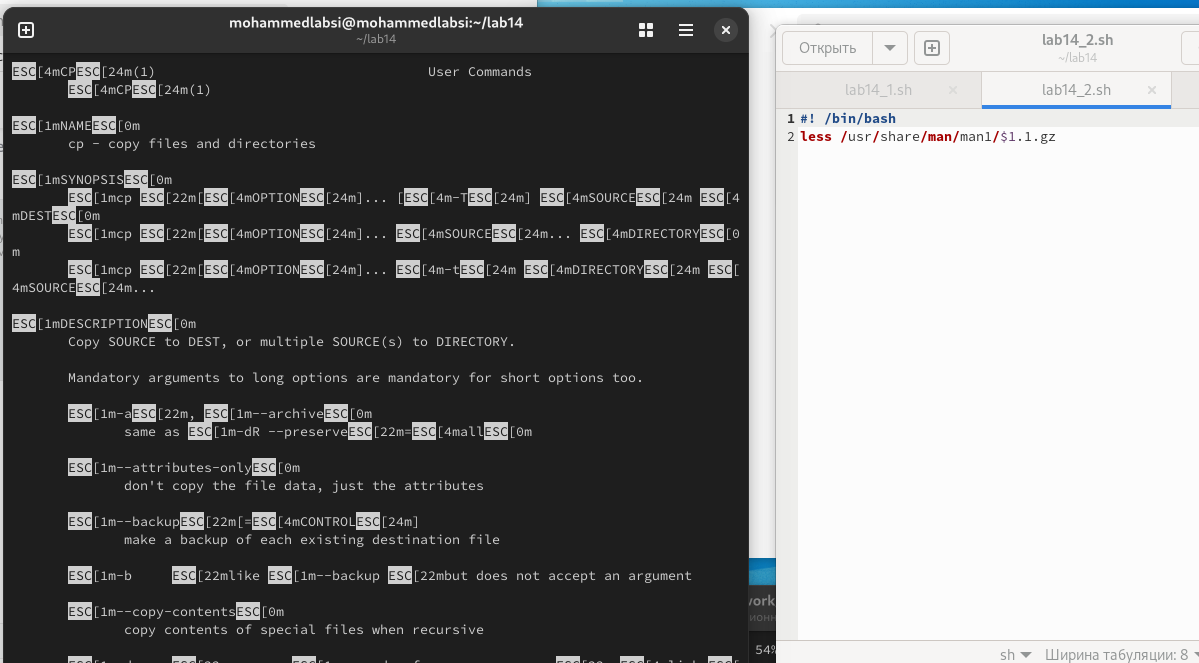 mohammedlabsi@mohammedlabsi:~/lab14
~/lab14
ESC[4mCPESC[24m(1) User Commands
ESC[4mCPESC[24m(1)
ESC[1mNAMEESC[0m
cp - copy files and directories
ESC[1mSYNOPSISESC[0m
ESC[1mcp ESC[22m[ESC[4mOPTIONESC[24m]... [ESC[4m-TESC[24m] ESC[4mSOURCEESC[24m ESC[4
mDESTESC[0m
ESC[1mcp ESC[22m[ESC[4mOPTIONESC[24m]... ESC[4mSOURCEESC[24m... ESC[4mDIRECTORYESC[0
m
ESC[1mcp ESC[22m[ESC[4mOPTIONESC[24m]... ESC[4m-tESC[24m ESC[4mDIRECTORYESC[24m ESC[
4mSOURCEESC[24m...
ESC[1mDESCRIPTIONESC[0m
Copy SOURCE to DEST, or multiple SOURCE(s) to DIRECTORY.
Mandatory arguments to long options are mandatory for short options too.
ESC[1m-aESC[22m, ESC[1m--archiveESC[0m
same as ESC[1m-dR --preserveESC[22m=ESC[4mallESC[0m
ESC[1m--attributes-onlyESC[0m
don't copy the file data, just the attributes
ESC[1m--backupESC[22m[=ESC[4mCONTROLESC[24m]
make a backup of each existing destination file
ESC[1m-b ESC[22mlike ESC[1m--backup ESC[22mbut does not accept an argument
ESC[1m--copy-contentsESC[0m
copy contents of special files when recursive
54%
Открыть
lab14_2.sh
~/lab14
lab14_1.sh
lab14_2.sh
1 #! /bin/bash
2 less /usr/share/man/man1/$1.1.gz
sh
Ширина табуляции: 8